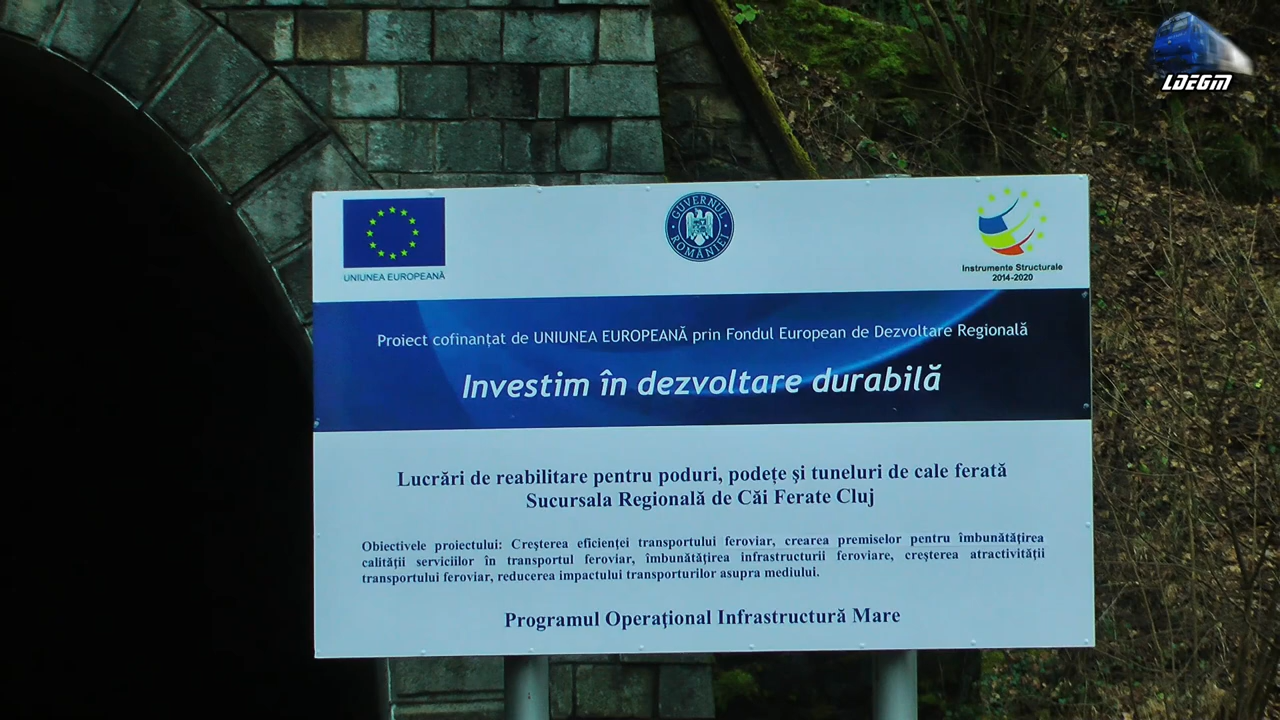 LDEGM
UNIUNEA EUROPEANĂ
GUVERNUL ROMÂNIEI
Instrumente Structurale
2014-2020
Proiect cofinanțat de UNIUNEA EUROPEANĂ prin Fondul European de Dezvoltare Regională
Investim în dezvoltare durabilă
Lucrări de reabilitare pentru poduri, podețe și tuneluri de cale ferată
Sucursala Regională de Căi Ferate Cluj
Obiectivele proiectului: Creșterea eficienței transportului feroviar, crearea premiselor pentru îmbunătățirea
calității serviciilor în transportul feroviar, îmbunătățirea infrastructurii feroviare, creșterea atractivității
transportului feroviar, reducerea impactului transporturilor asupra mediului.
Programul Operațional Infrastructură Mare